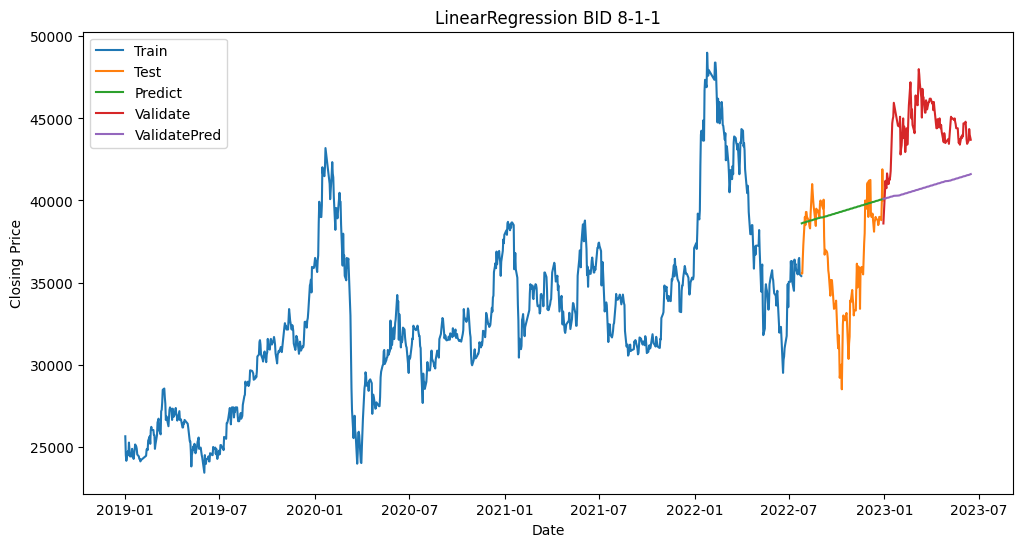 LinearRegression BID 8-1-1
Train
Test
Predict
Validate
ValidatePred
Closing Price
50000
45000
40000
35000
30000
25000
2019-01 2019-07 2020-01 2020-07 2021-01 2021-07 2022-01 2022-07 2023-01 2023-07
Date